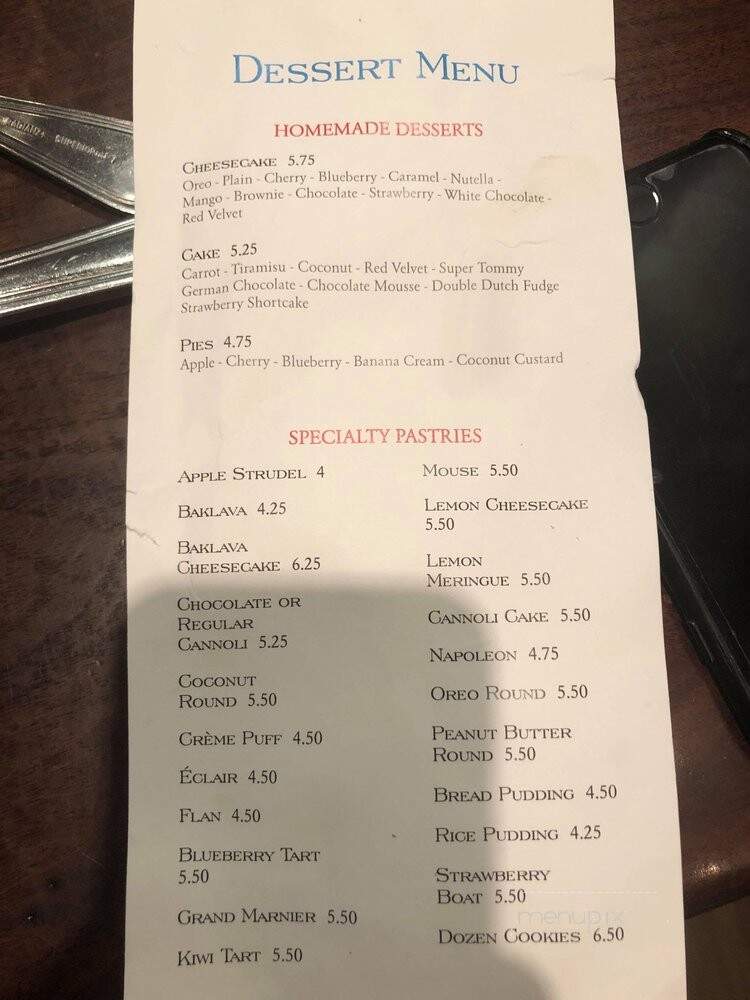 RADIANT SUPERIOR
DESSERT MENU
HOMEMADE DESSERTS
CHEESECAKE 5.75
Oreo - Plain - Cherry - Blueberry - Caramel - Nutella -
Mango - Brownie - Chocolate - Strawberry - White Chocolate -
Red Velvet
CAKE 5.25
Carrot - Tiramisu - Coconut - Red Velvet - Super Tommy
German Chocolate - Chocolate Mousse - Double Dutch Fudge
Strawberry Shortcake
PIES 4.75
Apple - Cherry - Blueberry - Banana Cream - Coconut Custard
SPECIALTY PASTRIES
APPLE STRUDEL 4
BAKLAVA 4.25
BAKLAVA
CHEESECAKE 6.25
CHOCOLATE OR
REGULAR
CANNOLI 5.25
COCONUT
ROUND 5.50
CRÈME PUFF 4.50
ÉCLAIR 4.50
FLAN 4.50
BLUEBERRY TART
5.50
GRAND MARNIER 5.50
KIWI TART 5.50
MOUSE 5.50
LEMON CHEESECAKE
5.50
LEMON
MERINGUE 5.50
CANNOLI CAKE 5.50
NAPOLEON 4.75
OREO ROUND 5.50
PEANUT BUTTER
ROUND 5.50
BREAD PUDDING 4.50
RICE PUDDING 4.25
STRAWBERRY
BOAT 5.50
DOZEN COOKIES 6.50
menupix